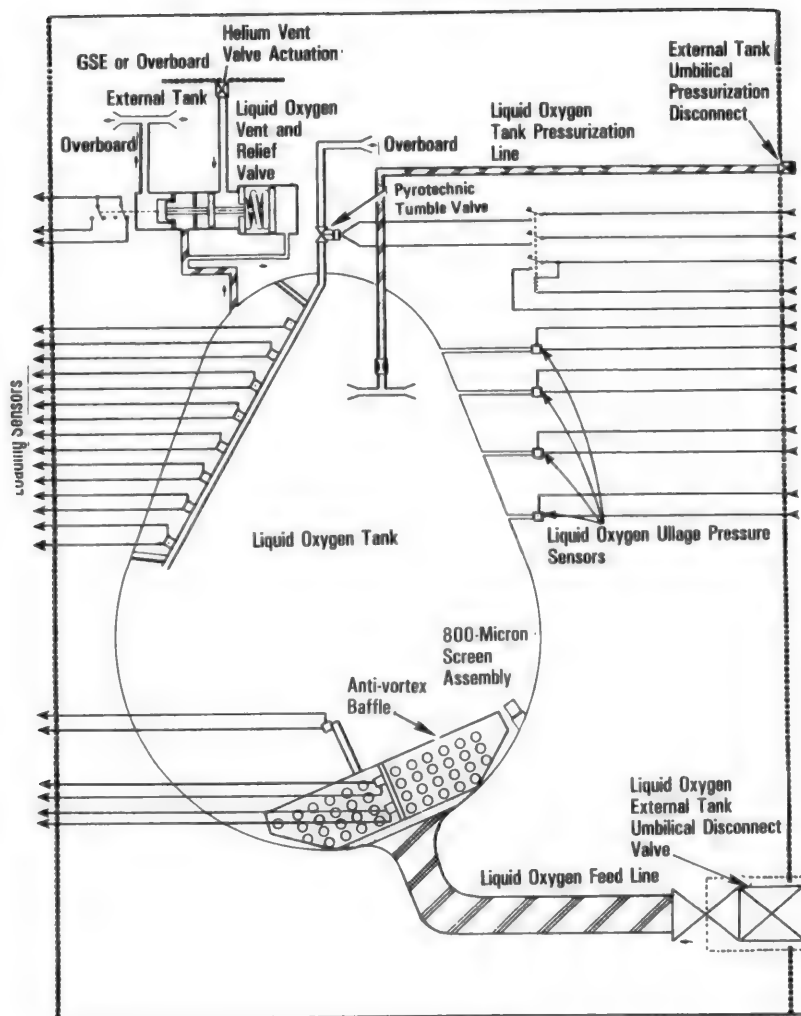 Helium Vent
Valve Actuation
GSE or Overboard
External Tank
Overboard
Liquid Oxygen
Vent and
Relief
Valve
Overboard
Pyrotechnic
Tumble Valve
Liquid Oxygen
Tank Pressurization
Line
External Tank
Umbilical
Pressurization
Disconnect
Loading Sensors
Liquid Oxygen Tank
Liquid Oxygen Ullage Pressure
Sensors
800-Micron
Screen
Assembly
Anti-vortex
Baffle
Liquid Oxygen
External Tank
Umbilical Disconnect
Valve
Liquid Oxygen Feed Line